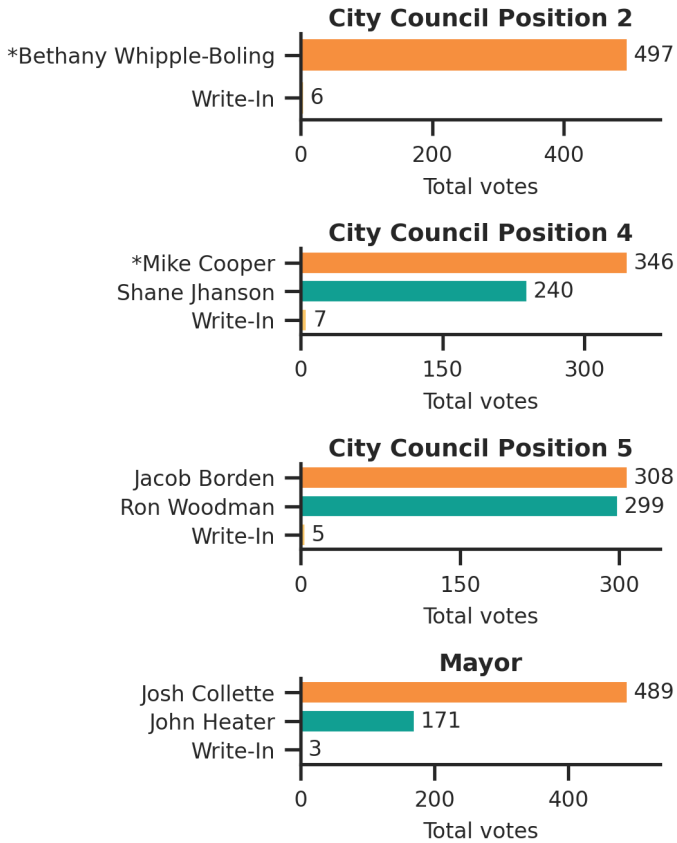 City Council Position 2
*Bethany Whipple-Boling 497
Write-In 6
0 200 400
Total votes
City Council Position 4
*Mike Cooper 346
Shane Jhanson 240
Write-In 7
0 150 300
Total votes
City Council Position 5
Jacob Borden 308
Ron Woodman 299
Write-In 5
0 150 300
Total votes
Mayor
Josh Collette 489
John Heater 171
Write-In 3
0 200 400
Total votes